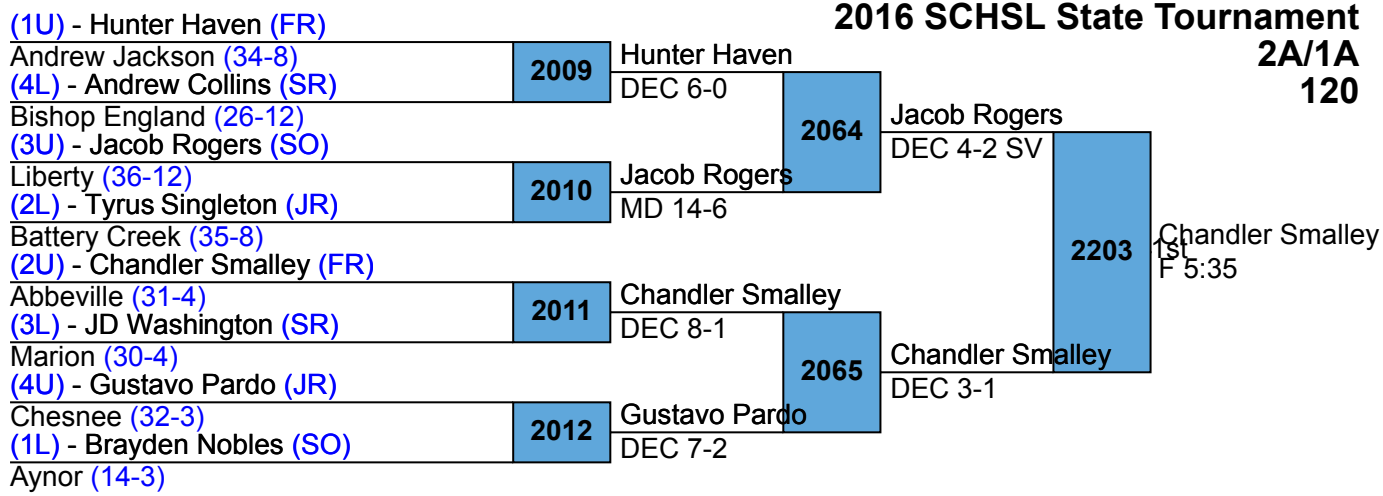 2016 SCHSL State Tournament
2A/1A
120
(1U) - Hunter Haven (FR)
Andrew Jackson (34-8)
(4L) - Andrew Collins (SR)
Bishop England (26-12)
(3U) - Jacob Rogers (SO)
Liberty (36-12)
(2L) - Tyrus Singleton (JR)
Battery Creek (35-8)
(2U) - Chandler Smalley (FR)
Abbeville (31-4)
(3L) - JD Washington (SR)
Marion (30-4)
(4U) - Gustavo Pardo (JR)
Chesnee (32-3)
(1L) - Brayden Nobles (SO)
Aynor (14-3)
2009
2010
2011
2012
Hunter Haven
DEC 6-0
Jacob Rogers
MD 14-6
Chandler Smalley
DEC 8-1
Gustavo Pardo
DEC 7-2
2064
2065
Jacob Rogers
DEC 4-2 SV
Chandler Smalley
DEC 3-1
2203
1st
Chandler Smalley
F 5:35